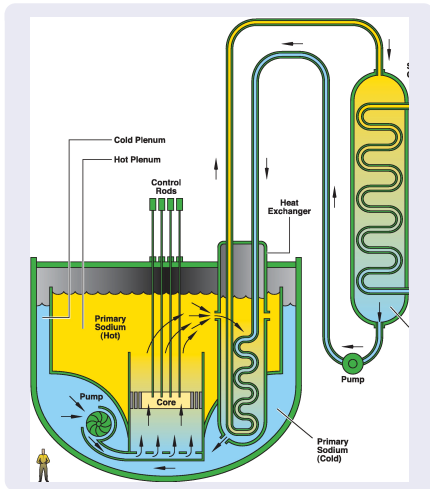 Cold Plenum
Hot Plenum
Control
Rods
Heat
Exchanger
Primary
Sodium
(Hot)
Pump
Core
Pump
Primary
Sodium
(Cold)